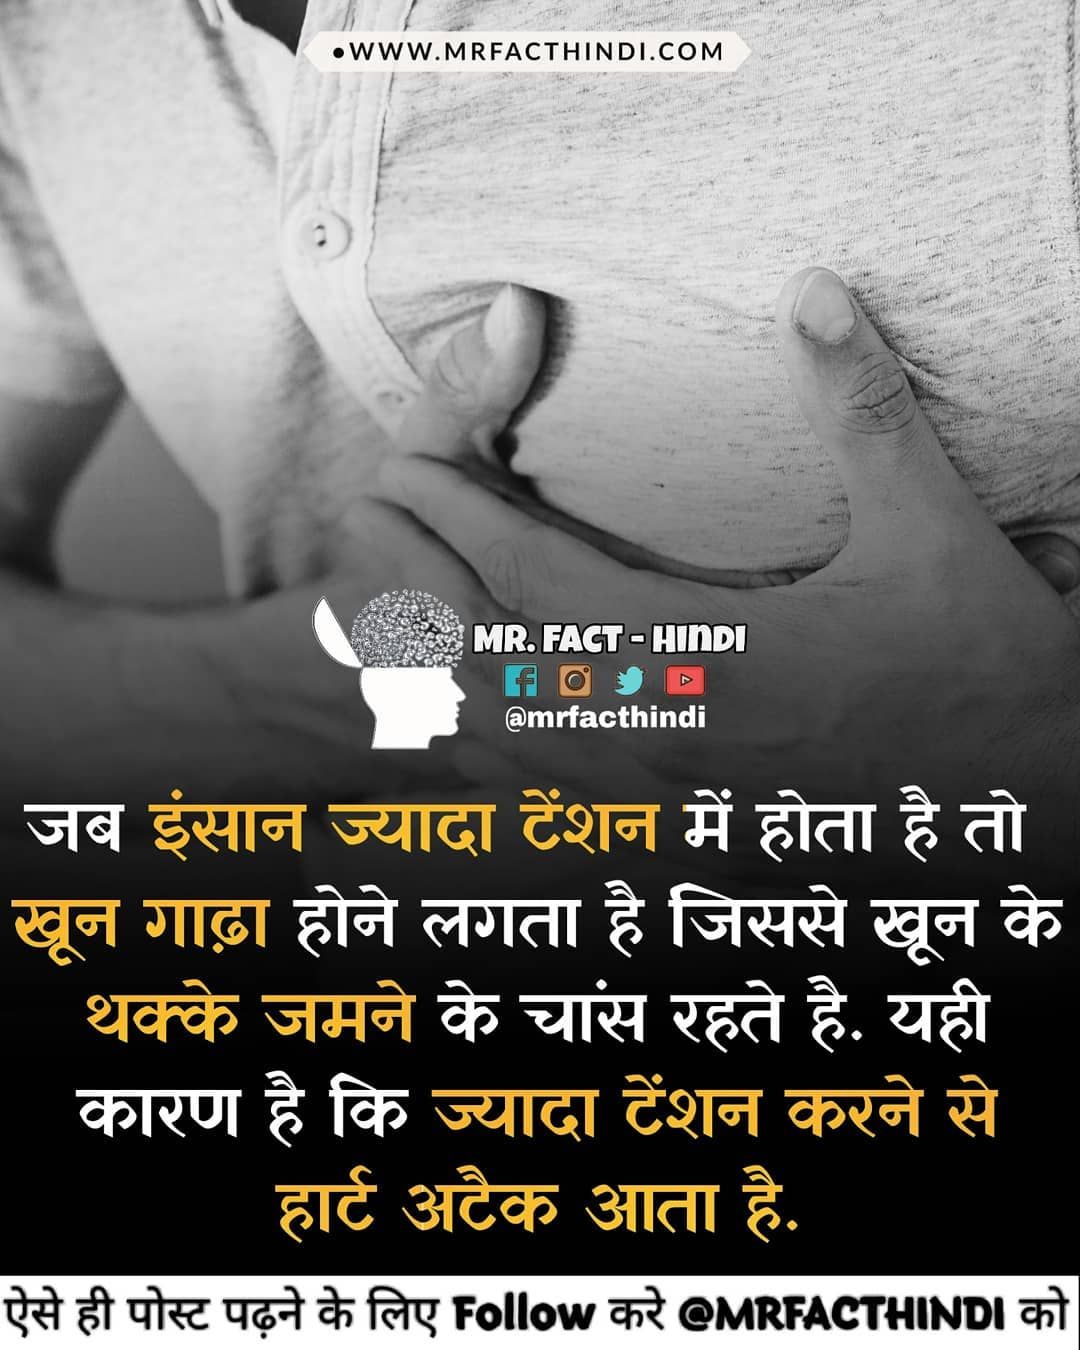 •WWW.MRFACTHINDI.COM
MR. FACT - HINDI
@mrfacthindi
जब इंसान ज्यादा टेंशन में होता है तो
खून गाढ़ा होने लगता है जिससे खून के
थक्के जमने के चांस रहते है. यही
कारण है कि ज्यादा टेंशन करने से
हार्ट अटैक आता है.
ऐसे ही पोस्ट पढ़ने के लिए Follow करे @MRFACTHINDI को